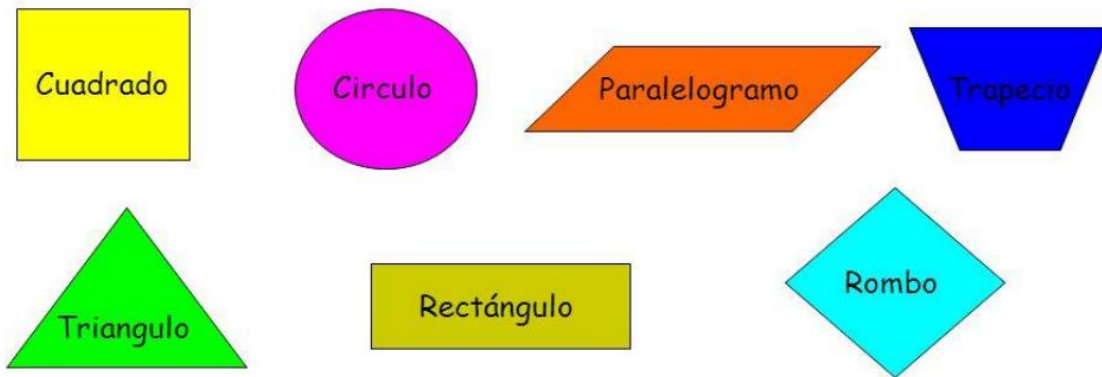 Cuadrado
Circulo
Paralelogramo
Trapecio
Triangulo
Rectángulo
Rombo